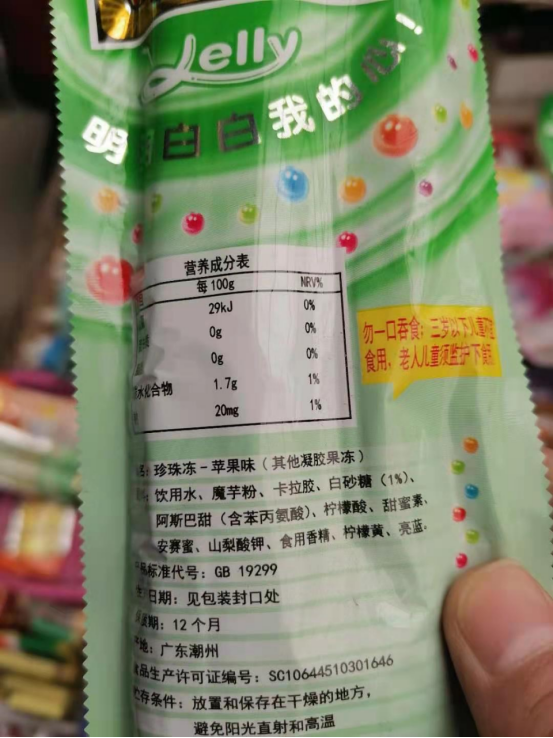 Jelly
明明白白我的心!
营养成分表
每100g NRV%
29kJ 0%
0g 0%
0g 0%
水化合物 1.7g 1%
20mg 1%
勿一口吞食;三岁以下儿童不宜
食用,老人儿童须监护下食用
珍珠冻-苹果味(其他凝胶果冻)
饮用水、魔芋粉、卡拉胶、白砂糖(1%)、
阿斯巴甜(含苯丙氨酸)、柠檬酸、甜蜜素、
安赛蜜、山梨酸钾、食用香精、柠檬黄、亮蓝。
品标准代号: GB 19299
日期: 见包装封口处
质期: 12个月
地: 广东潮州
食品生产许可证编号: SC10644510301646
贮存条件: 放置和保存在干燥的地方,
避免阳光直射和高温